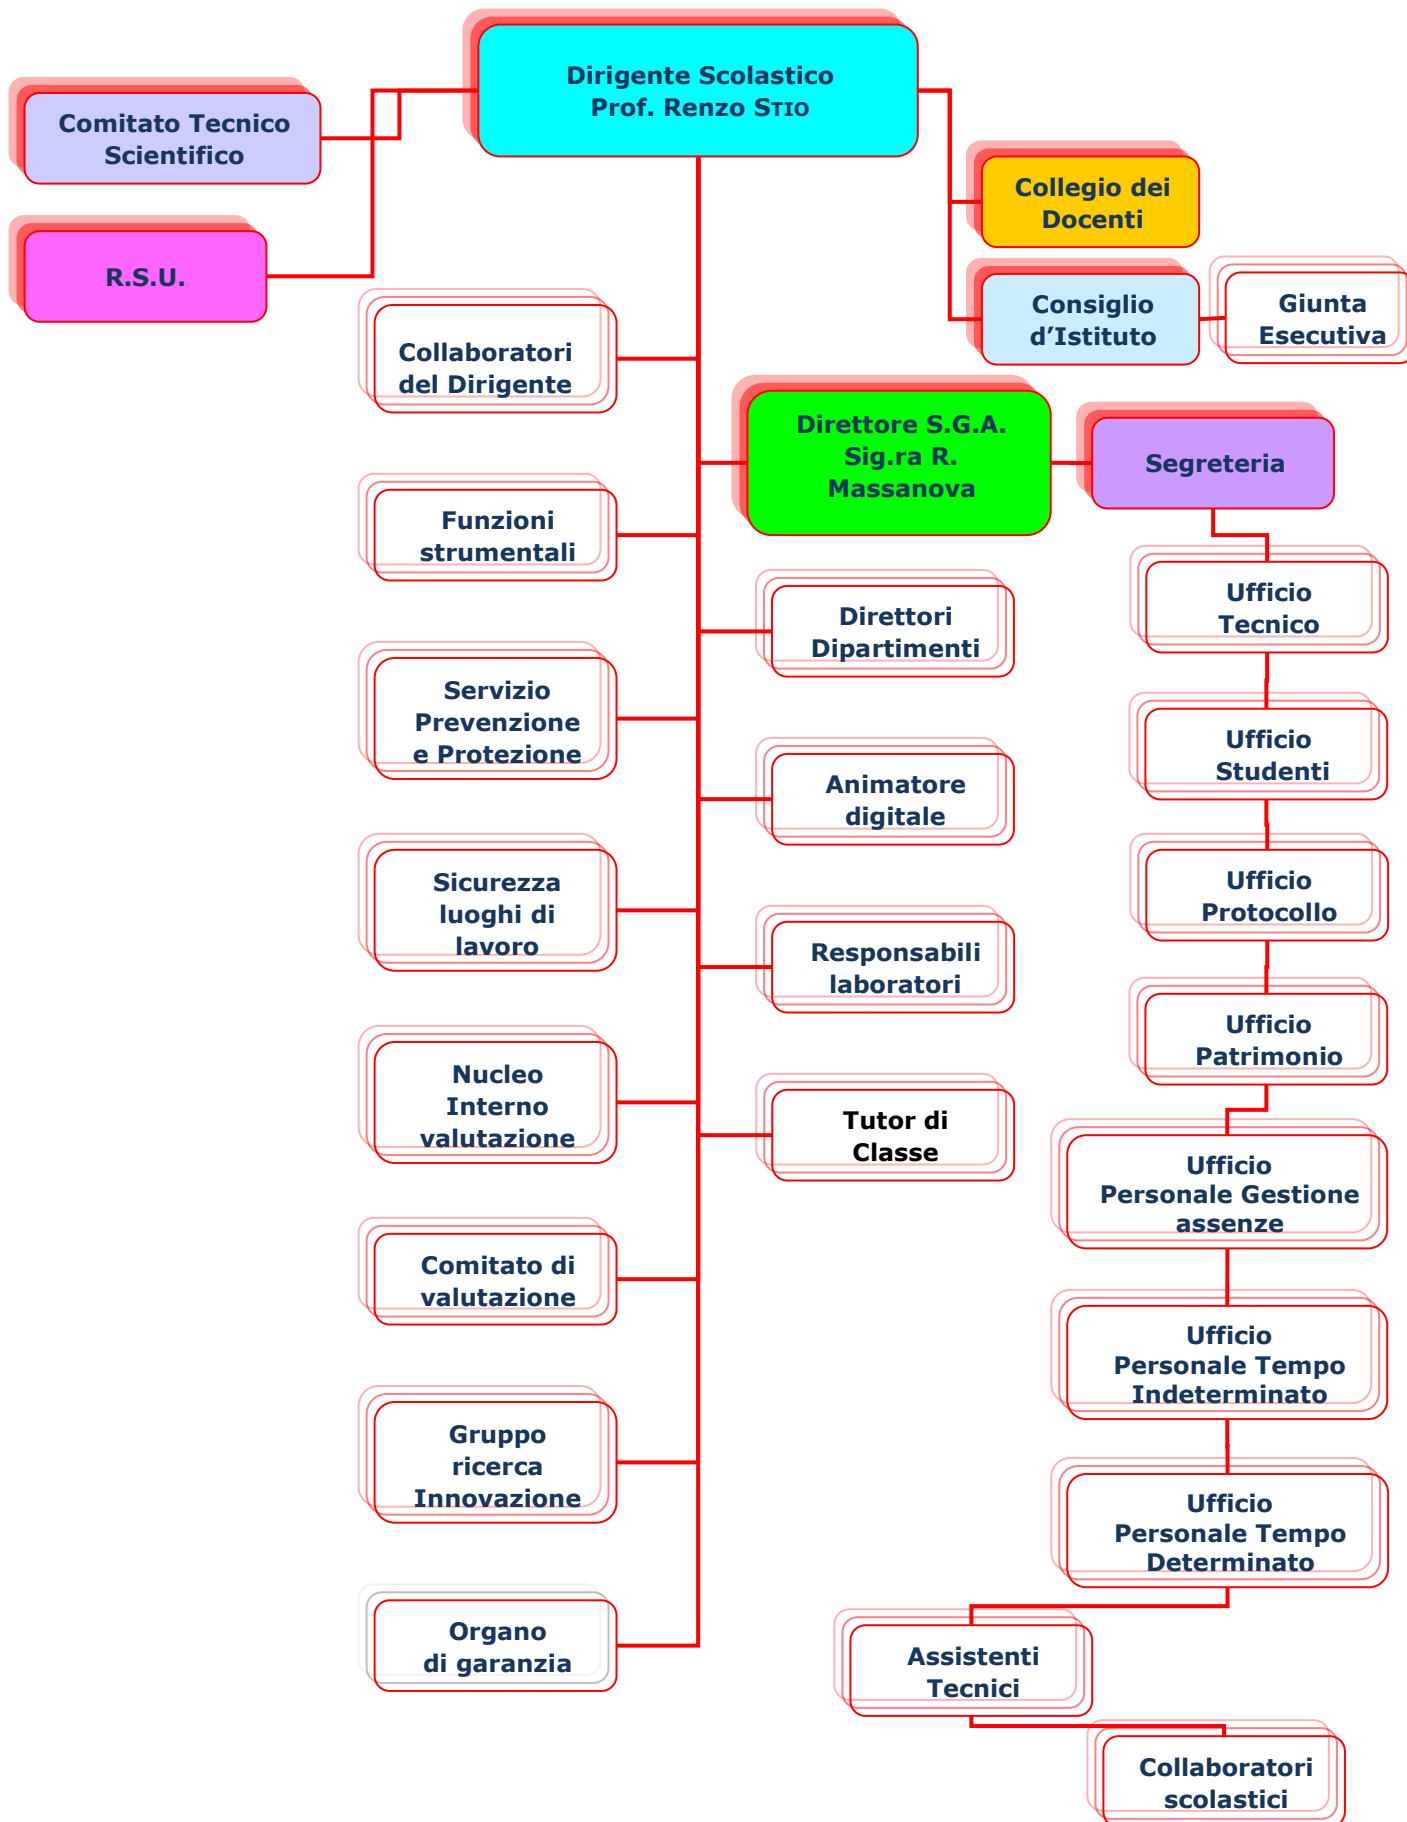 Dirigente Scolastico
Prof. Renzo STIO
Comitato Tecnico
Scientifico
R.S.U.
Collegio dei
Docenti
Consiglio
d’Istituto
Giunta
Esecutiva
Collaboratori
del Dirigente
Direttore S.G.A.
Sig.ra R.
Massanova
Segreteria
Funzioni
strumentali
Direttori
Dipartimenti
Servizio
Prevenzione
e Protezione
Animatore
digitale
Sicurezza
luoghi di
lavoro
Responsabili
laboratori
Nucleo
Interno
valutazione
Tutor di
Classe
Comitato di
valutazione
Gruppo
ricerca
Innovazione
Organo
di garanzia
Ufficio
Tecnico
Ufficio
Studenti
Ufficio
Protocollo
Ufficio
Patrimonio
Ufficio
Personale Gestione
assenze
Ufficio
Personale Tempo
Indeterminato
Ufficio
Personale Tempo
Determinato
Assistenti
Tecnici
Collaboratori
scolastici